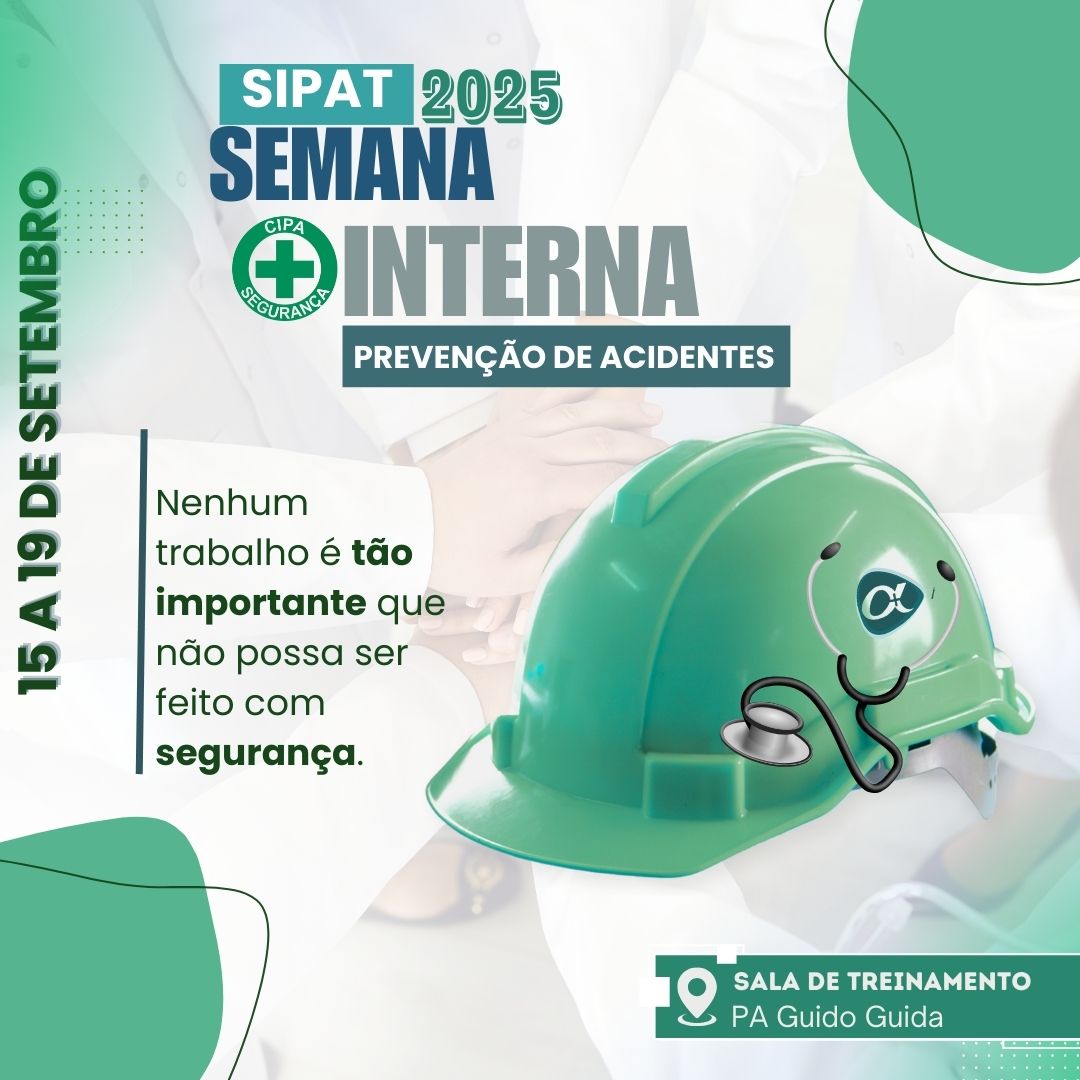 SIPAT 2025
SEMANA
CIPA
SEGURANÇA
INTERNA
PREVENÇÃO DE ACIDENTES
15 A 19 DE SETEMBRO
Nenhum
trabalho é tão
importante que
não possa ser
feito com
segurança.
SALA DE TREINAMENTO
PA Guido Guida